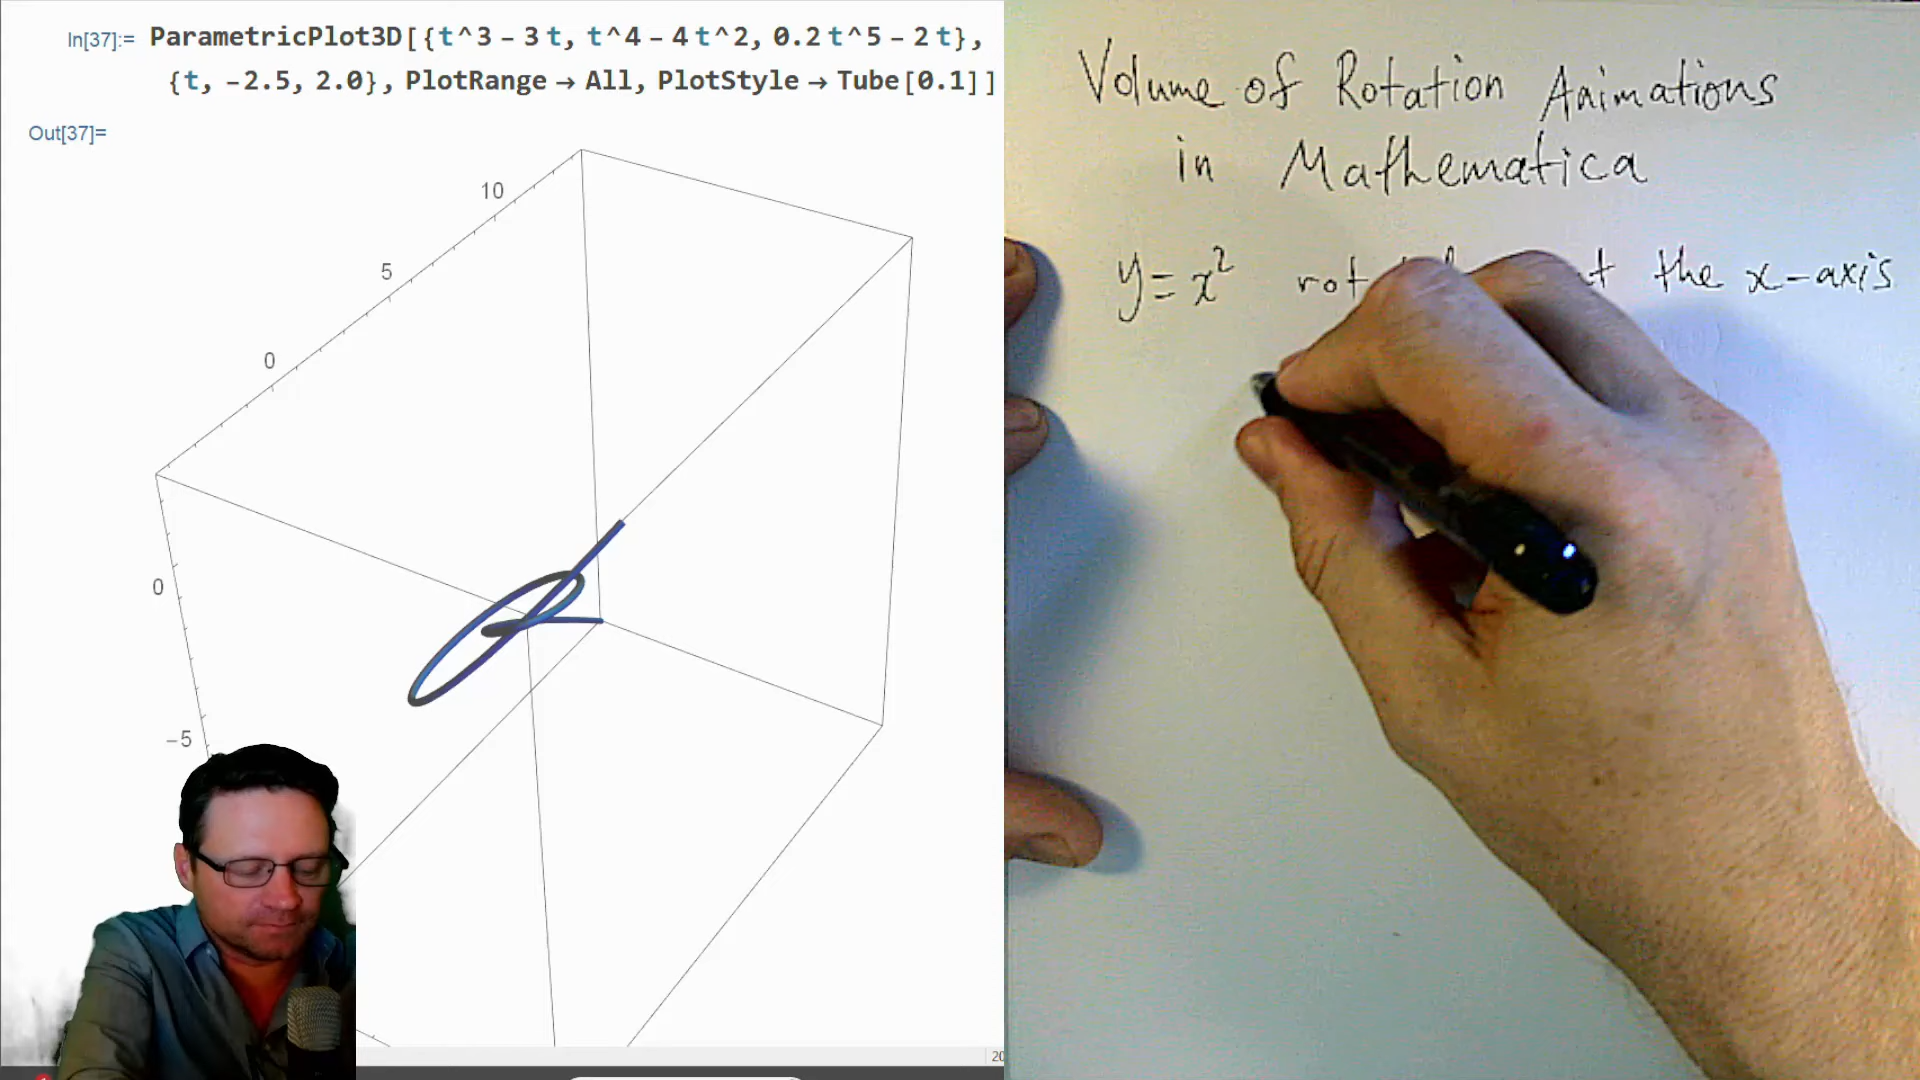 In[37]:= ParametricPlot3D[{t^3 – 3 t, t^4 – 4 t^2, 0.2 t^5 – 2 t},
{t, –2.5, 2.0}, PlotRange → All, PlotStyle → Tube[0.1]]
Out[37]=
10
5
0
0
–5
20
Volume of Rotation Animations
in Mathematica
y = x² the x-axis